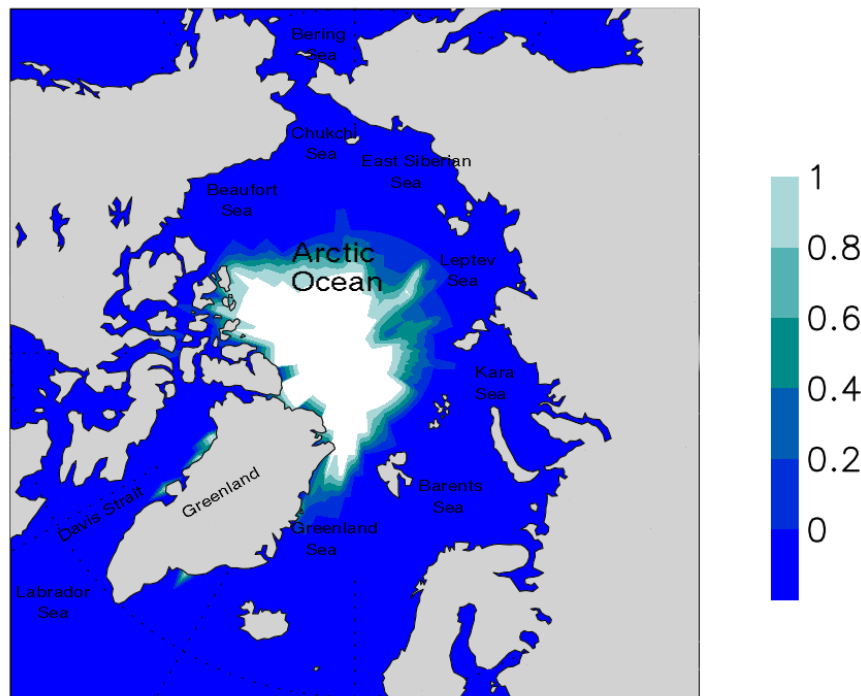 Bering
Sea
Chukchi
Sea
East Siberian
Sea
Beaufort
Sea
Arctic
Ocean
Leptev
Sea
Kara
Sea
Greenland
Davis Strait
Barents
Sea
Greenland
Sea
Labrador
Sea
1
0.8
0.6
0.4
0.2
0